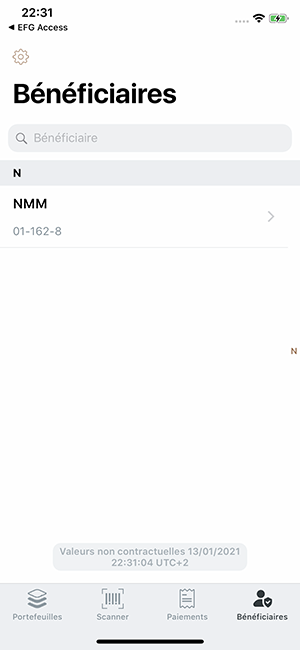 22:31
◀ EFG Access
Bénéficiaires
Bénéficiaire
N
NMM
01-162-8
N
Valeurs non contractuelles 13/01/2021
22:31:04 UTC+2
Portefeuilles
Scanner
Paiements
Bénéficiaires